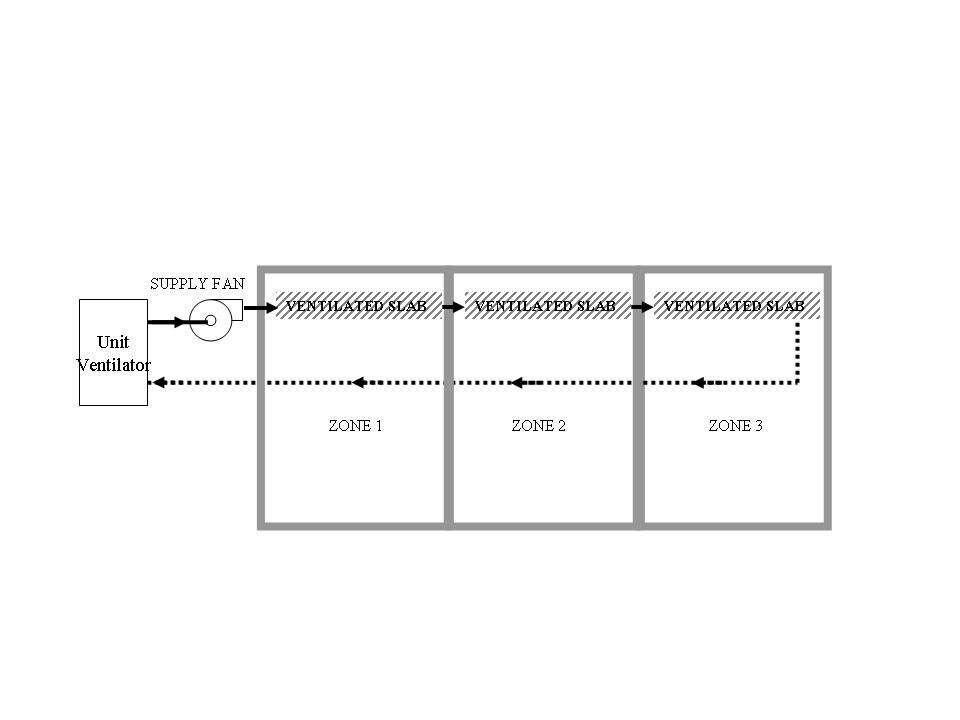 SUPPLY FAN
VENTILATED SLAB
VENTILATED SLAB
VENTILATED SLAB
Unit
Ventilator
ZONE 1
ZONE 2
ZONE 3